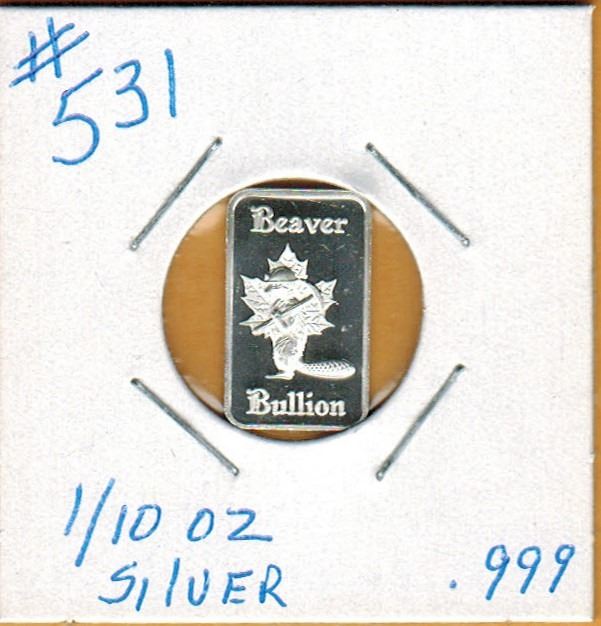 #
531
Beaver
Bullion
1/10 OZ
SILVER
.999